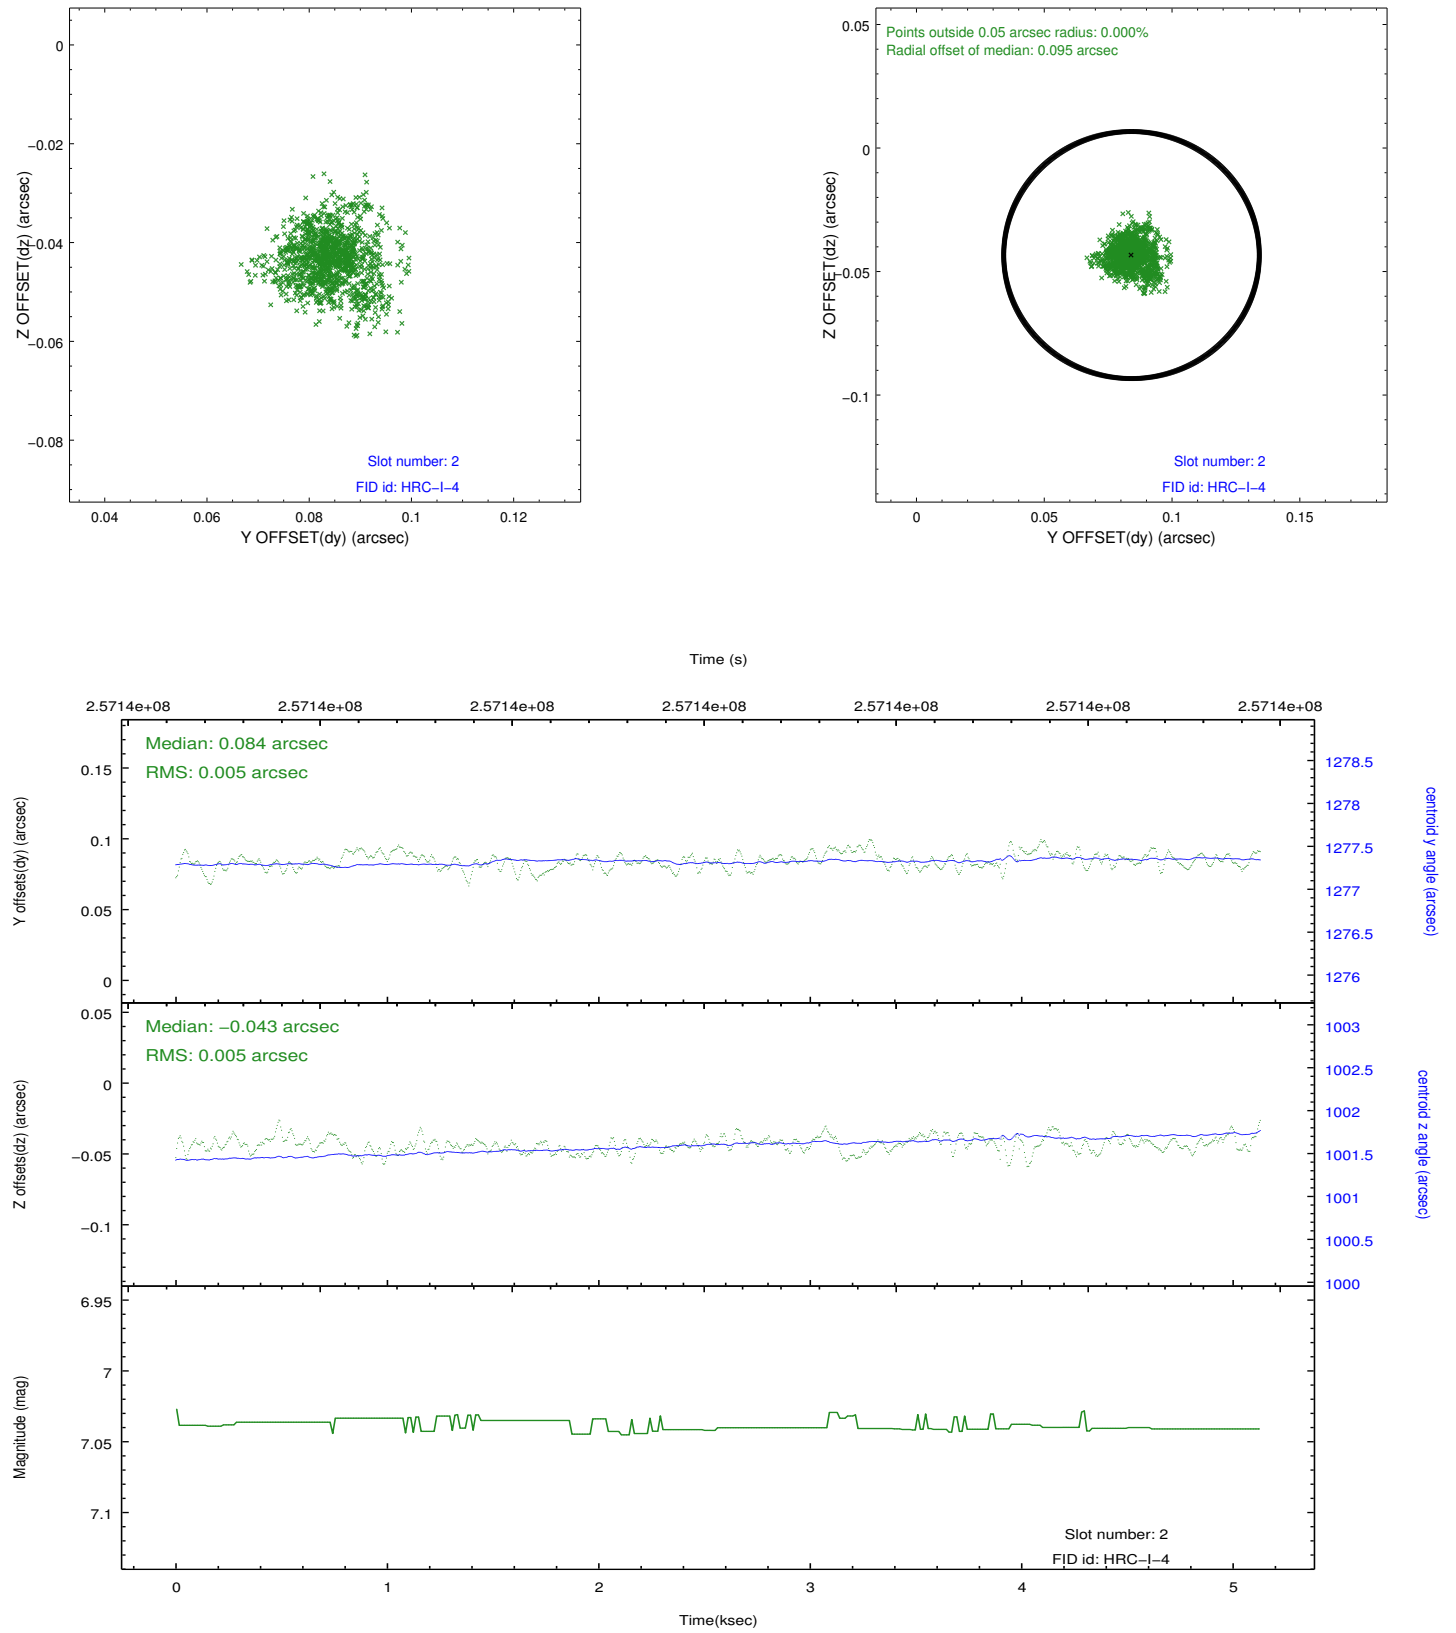 0
−0.02
−0.04
−0.06
−0.08
Z OFFSET(dz) (arcsec)
Slot number: 2
FID id: HRC−I−4
0.04
0.06
0.08
0.1
0.12
Y OFFSET(dy) (arcsec)
Points outside 0.05 arcsec radius: 0.000%
Radial offset of median: 0.095 arcsec
0.05
0
−0.05
−0.1
Z OFFSET(dz) (arcsec)
Slot number: 2
FID id: HRC−I−4
0
0.05
0.1
0.15
Y OFFSET(dy) (arcsec)
Time (s)
2.5714e+08
2.5714e+08
2.5714e+08
2.5714e+08
2.5714e+08
2.5714e+08
2.5714e+08
Median: 0.084 arcsec
RMS: 0.005 arcsec
0.15
0.1
0.05
0
Y offsets(dy) (arcsec)
1278.5
1278
1277.5
1277
1276.5
1276
centroid y angle (arcsec)
Median: −0.043 arcsec
RMS: 0.005 arcsec
0.05
0
−0.05
−0.1
Z offsets(dz) (arcsec)
1003
1002.5
1002
1001.5
1001
1000.5
1000
centroid z angle (arcsec)
6.95
7
7.05
7.1
Magnitude (mag)
Slot number: 2
FID id: HRC−I−4
0
1
2
3
4
5
Time(ksec)